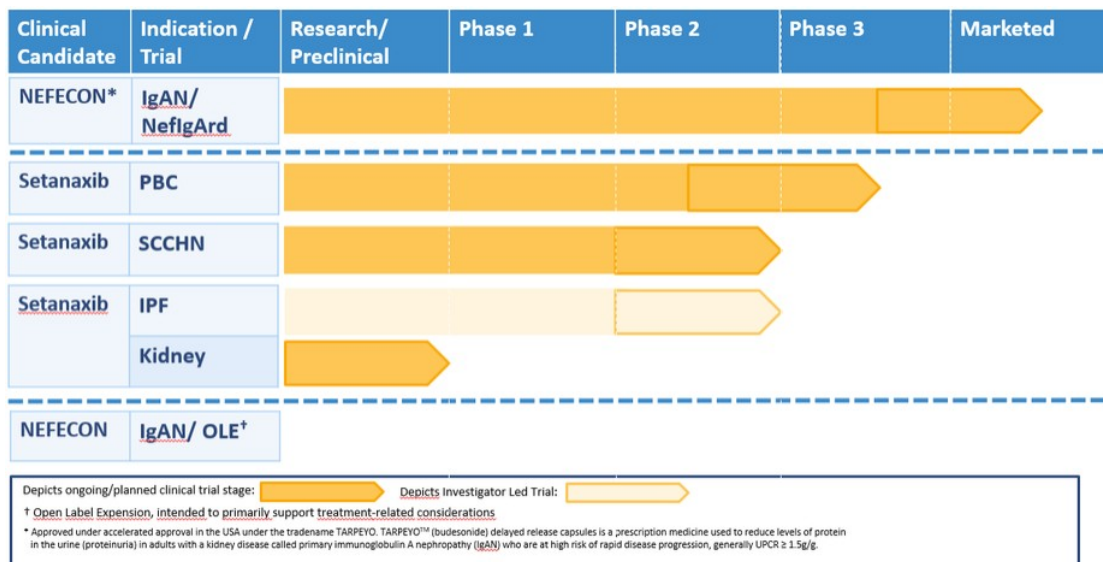 Clinical Candidate
Indication / Trial
Research/ Preclinical
Phase 1
Phase 2
Phase 3
Marketed
NEFECON*
IgAN/ NefIgArd
Setanaxib
PBC
Setanaxib
SCCHN
Setanaxib
IPF
Kidney
NEFECON
IgAN/ OLE†
Depicts ongoing/planned clinical trial stage:
Depicts Investigator Led Trial:
† Open Label Expension, intended to primarily support treatment-related considerations
* Approved under accelerated approval in the USA under the tradename TARPEYO. TARPEYO™ (budesonide) delayed release capsules is a prescription medicine used to reduce levels of protein
in the urine (proteinuria) in adults with a kidney disease called primary immunoglobulin A nephropathy (IgAN) who are at high risk of rapid disease progression, generally UPCR ≥ 1.5g/g.